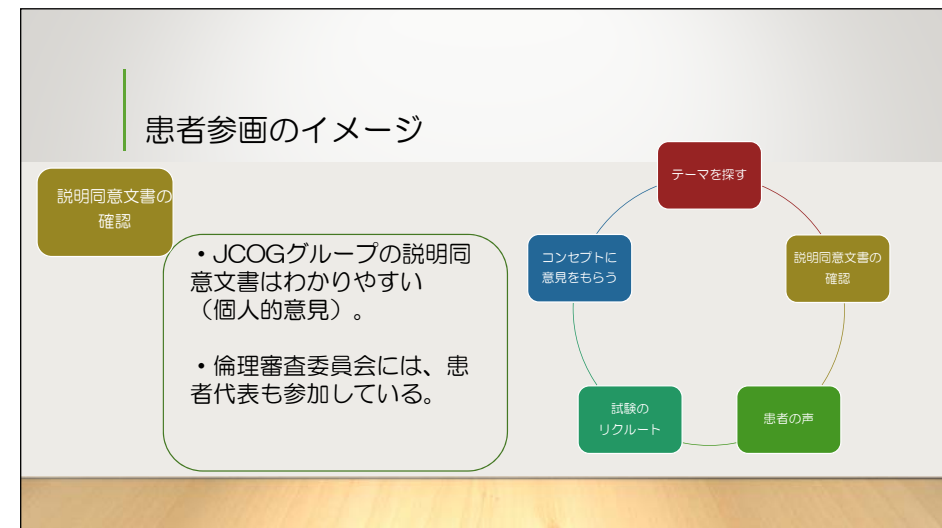 患者参画のイメージ
説明同意文書の
確認
・JCOGグループの説明同
意文書はわかりやすい
（個人的意見）。
・倫理審査委員会には、患
者代表も参加している。
テーマを探す
説明同意文書の
確認
患者の声
試験の
リクルート
コンセプトに
意見をもらう